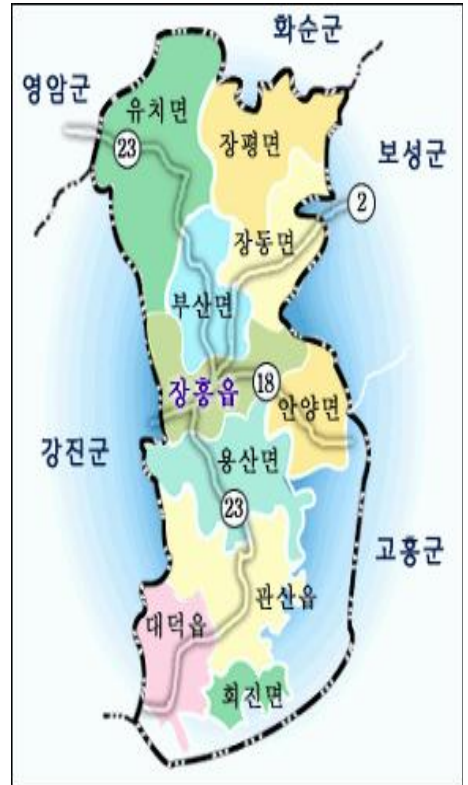 화순군
영암군
유치면
23
장평면
보성군
2
장동면
부산면
장흥읍
18
안양면
강진군
용산면
23
고흥군
관산읍
대덕읍
회진면